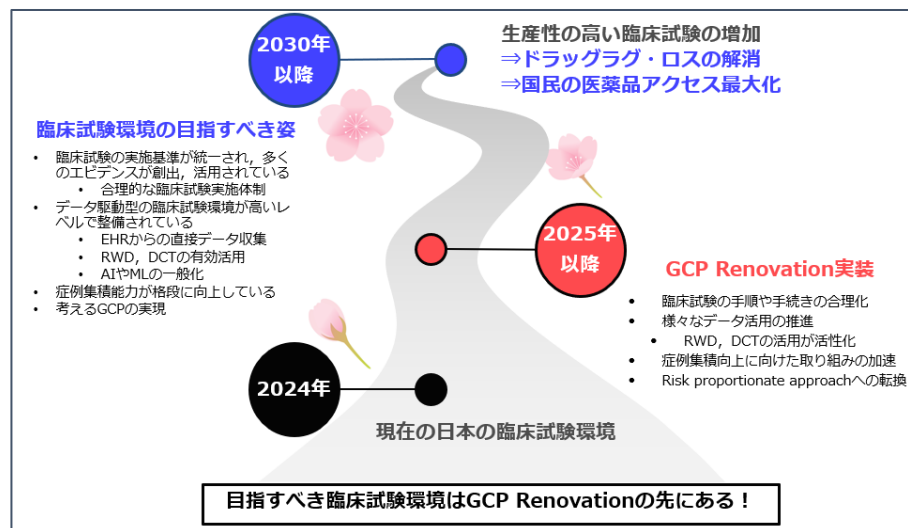 2030年
以降
生産性の高い臨床試験の増加
⇒ドラッグラグ・ロスの解消
⇒国民の医薬品アクセス最大化
臨床試験環境の目指すべき姿
• 臨床試験の実施基準が統一され，多く
のエビデンスが創出，活用されている
• 合理的な臨床試験実施体制
• データ駆動型の臨床試験環境が高いレ
ベルで整備されている
• EHRからの直接データ収集
• RWD，DCTの有効活用
• AIやMLの一般化
• 症例集積能力が格段に向上している
• 考えるGCPの実現
2025年
以降
GCP Renovation実装
• 臨床試験の手順や手続きの合理化
• 様々なデータ活用の推進
• RWD，DCTの活用が活性化
• 症例集積向上に向けた取り組みの加速
• Risk proportionate approachへの転換
2024年
現在の日本の臨床試験環境
目指すべき臨床試験環境はGCP Renovationの先にある！